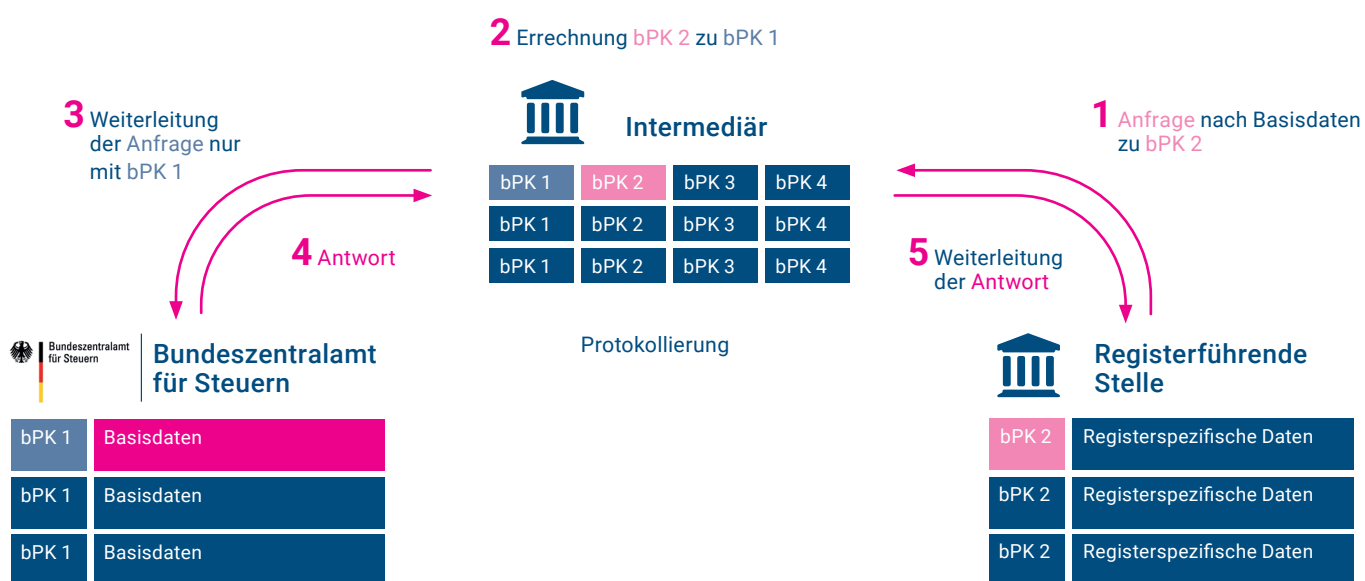 2 Errechnung bPK 2 zu bPK 1
3 Weiterleitung
der Anfrage nur
mit bPK 1
Intermediär
1 Anfrage nach Basisdaten
zu bPK 2
bPK 1 bPK 2 bPK 3 bPK 4
bPK 1 bPK 2 bPK 3 bPK 4
bPK 1 bPK 2 bPK 3 bPK 4
4 Antwort
5 Weiterleitung
der Antwort
Protokollierung
Bundeszentralamt
für Steuern
Bundeszentralamt
für Steuern
bPK 1 Basisdaten
bPK 1 Basisdaten
bPK 1 Basisdaten
Registerführende
Stelle
bPK 2 Registerspezifische Daten
bPK 2 Registerspezifische Daten
bPK 2 Registerspezifische Daten